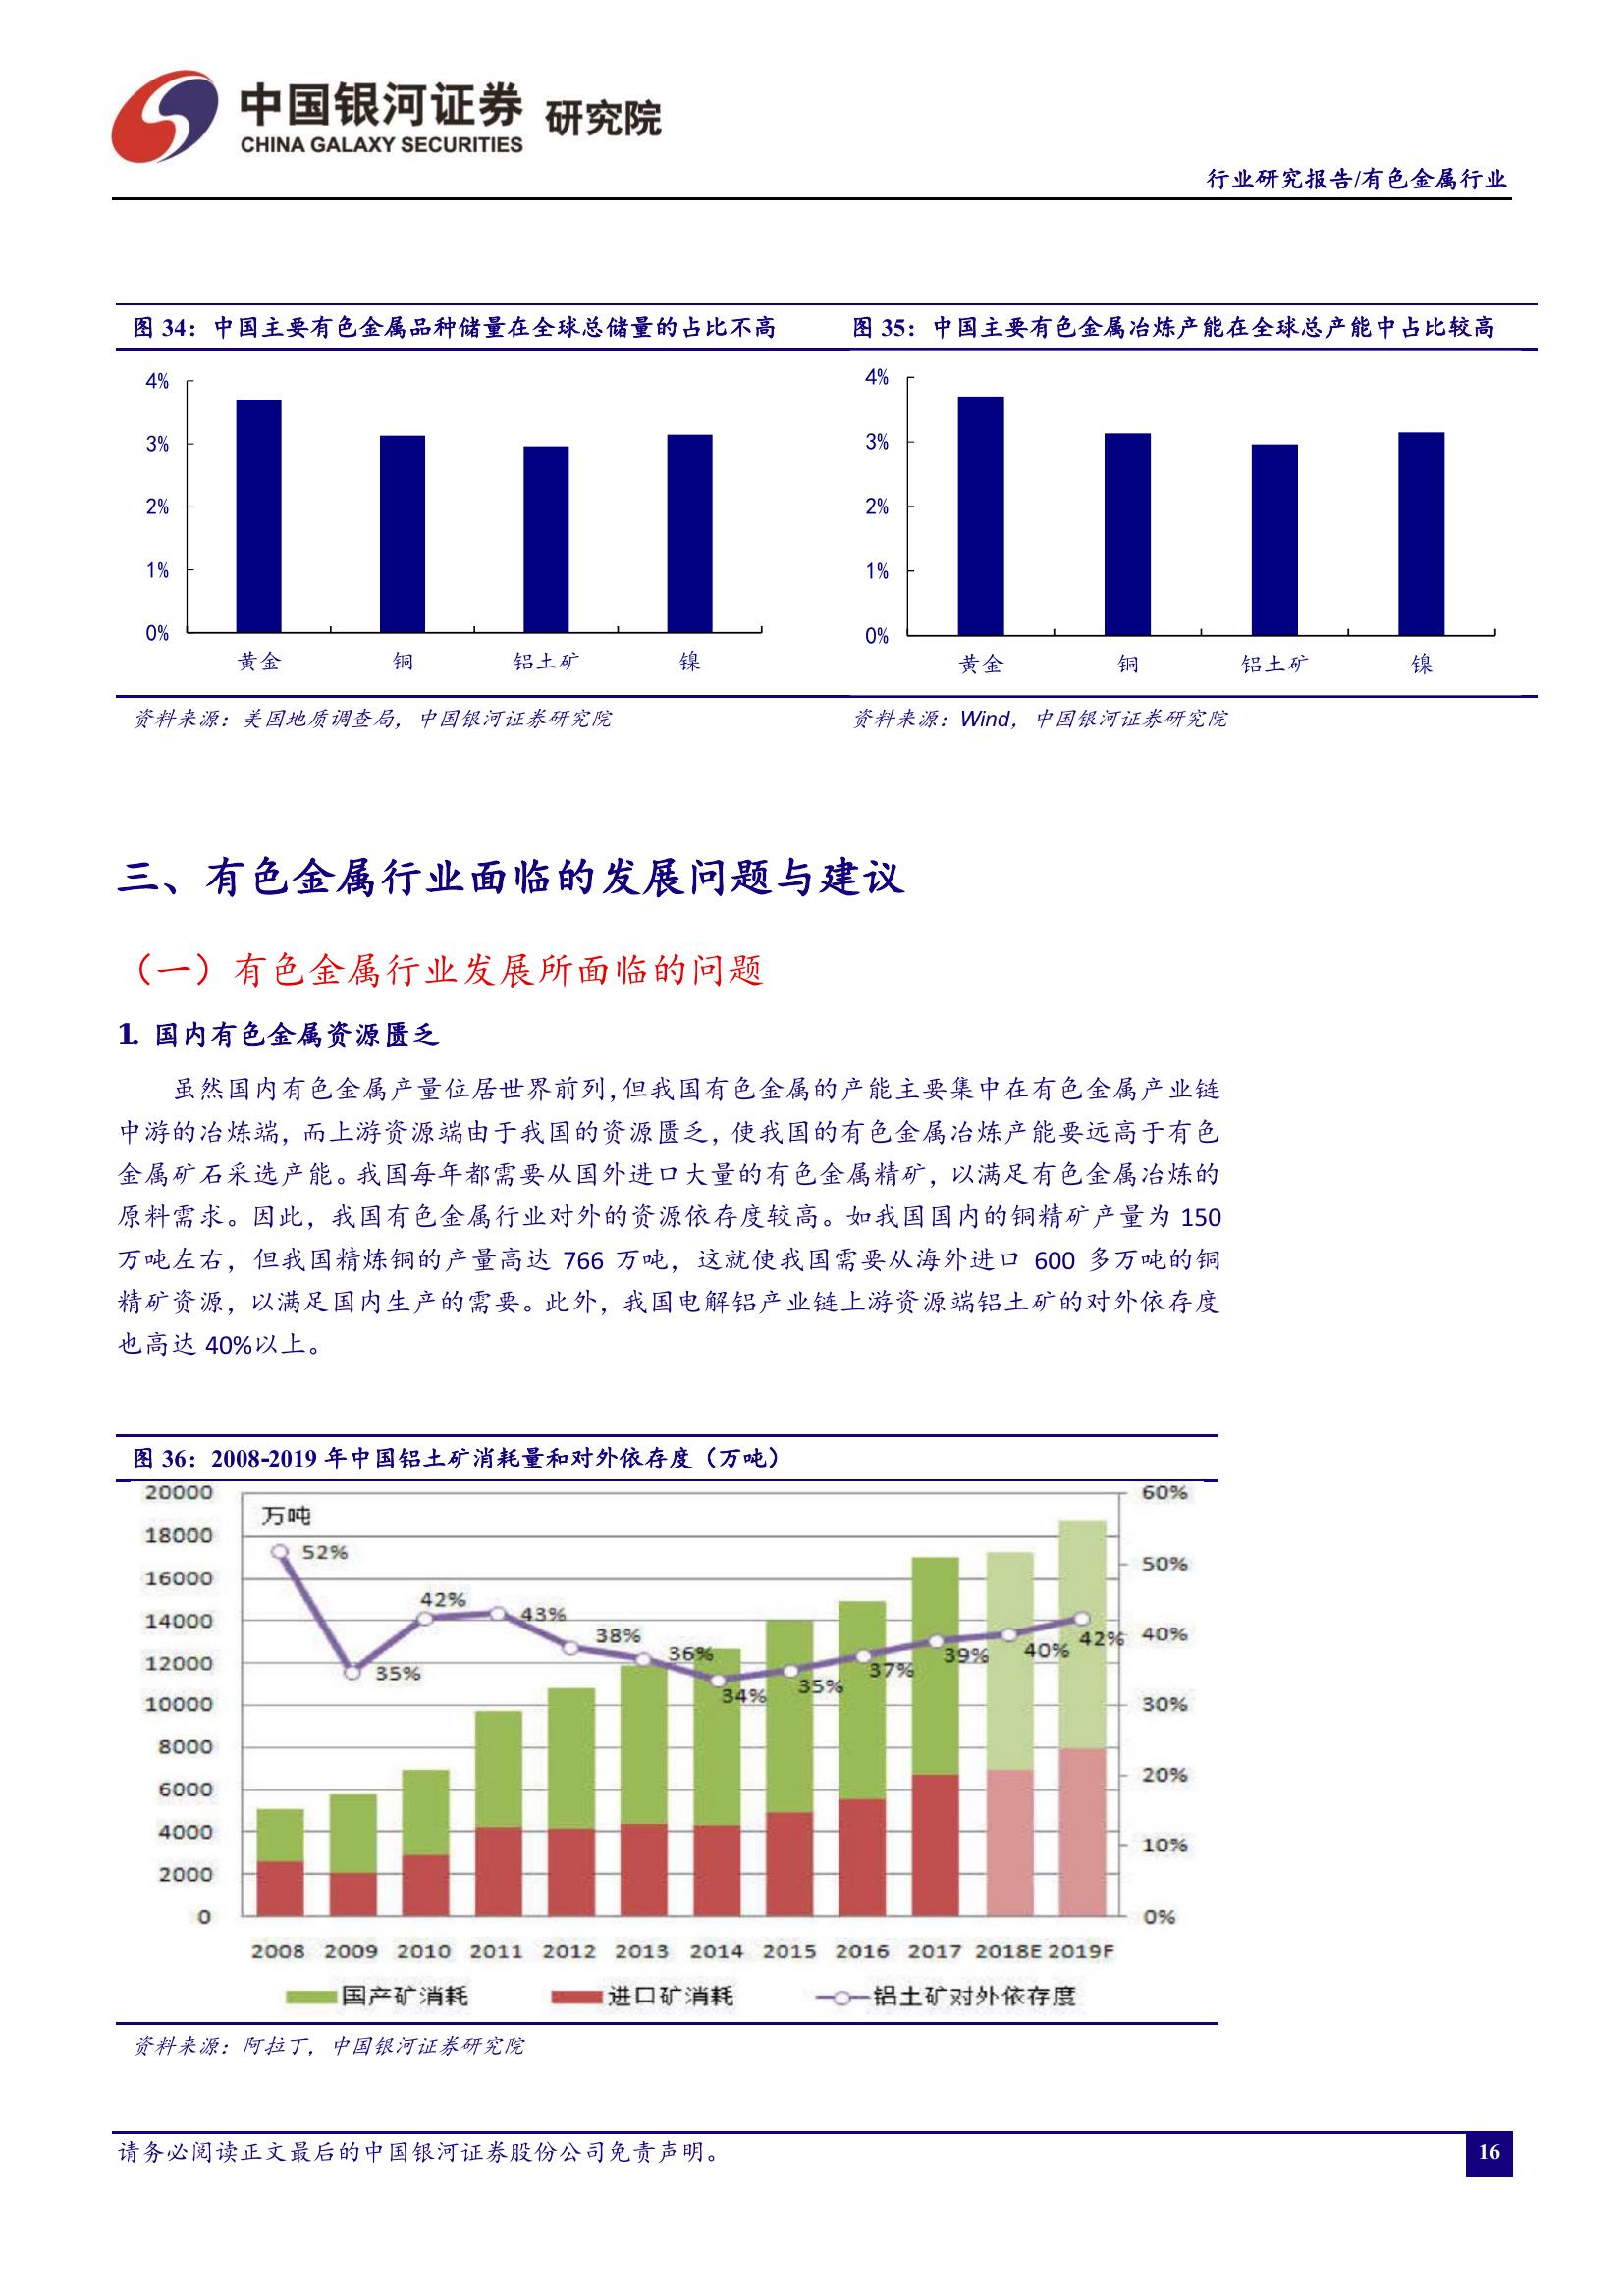 中国银河证券 研究院
CHINA GALAXY SECURITIES
行业研究报告/有色金属行业
图 34：中国主要有色金属品种储量在全球总储量的占比不高
4%
3%
2%
1%
0%
黄金 铜 铝土矿 镍
资料来源：美国地质调查局，中国银河证券研究院
图 35：中国主要有色金属冶炼产能在全球总产能中占比较高
4%
3%
2%
1%
0%
黄金 铜 铝土矿 镍
资料来源：Wind，中国银河证券研究院
三、有色金属行业面临的发展问题与建议
（一）有色金属行业发展所面临的问题
1. 国内有色金属资源匮乏
虽然国内有色金属产量位居世界前列，但我国有色金属的产能主要集中在有色金属产业链
中游的冶炼端，而上游资源端由于我国的资源匮乏，使我国的有色金属冶炼产能要远高于有色
金属矿石采选产能。我国每年都需要从国外进口大量的有色金属精矿，以满足有色金属冶炼的
原料需求。因此，我国有色金属行业对外的资源依存度较高。如我国国内的铜精矿产量为 150
万吨左右，但我国精炼铜的产量高达 766 万吨，这就使我国需要从海外进口 600 多万吨的铜
精矿资源，以满足国内生产的需要。此外，我国电解铝产业链上游资源端铝土矿的对外依存度
也高达 40%以上。
图 36：2008-2019 年中国铝土矿消耗量和对外依存度（万吨）
万吨
20000
18000
16000
14000
12000
10000
8000
6000
4000
2000
0
60%
50%
40%
30%
20%
10%
0%
52%
35%
42%
43%
38%
36%
34%
35%
37%
39%
40%
42%
2008 2009 2010 2011 2012 2013 2014 2015 2016 2017 2018E 2019F
国产矿消耗 进口矿消耗 铝土矿对外依存度
资料来源：阿拉丁，中国银河证券研究院
请务必阅读正文最后的中国银河证券股份公司免责声明。
16